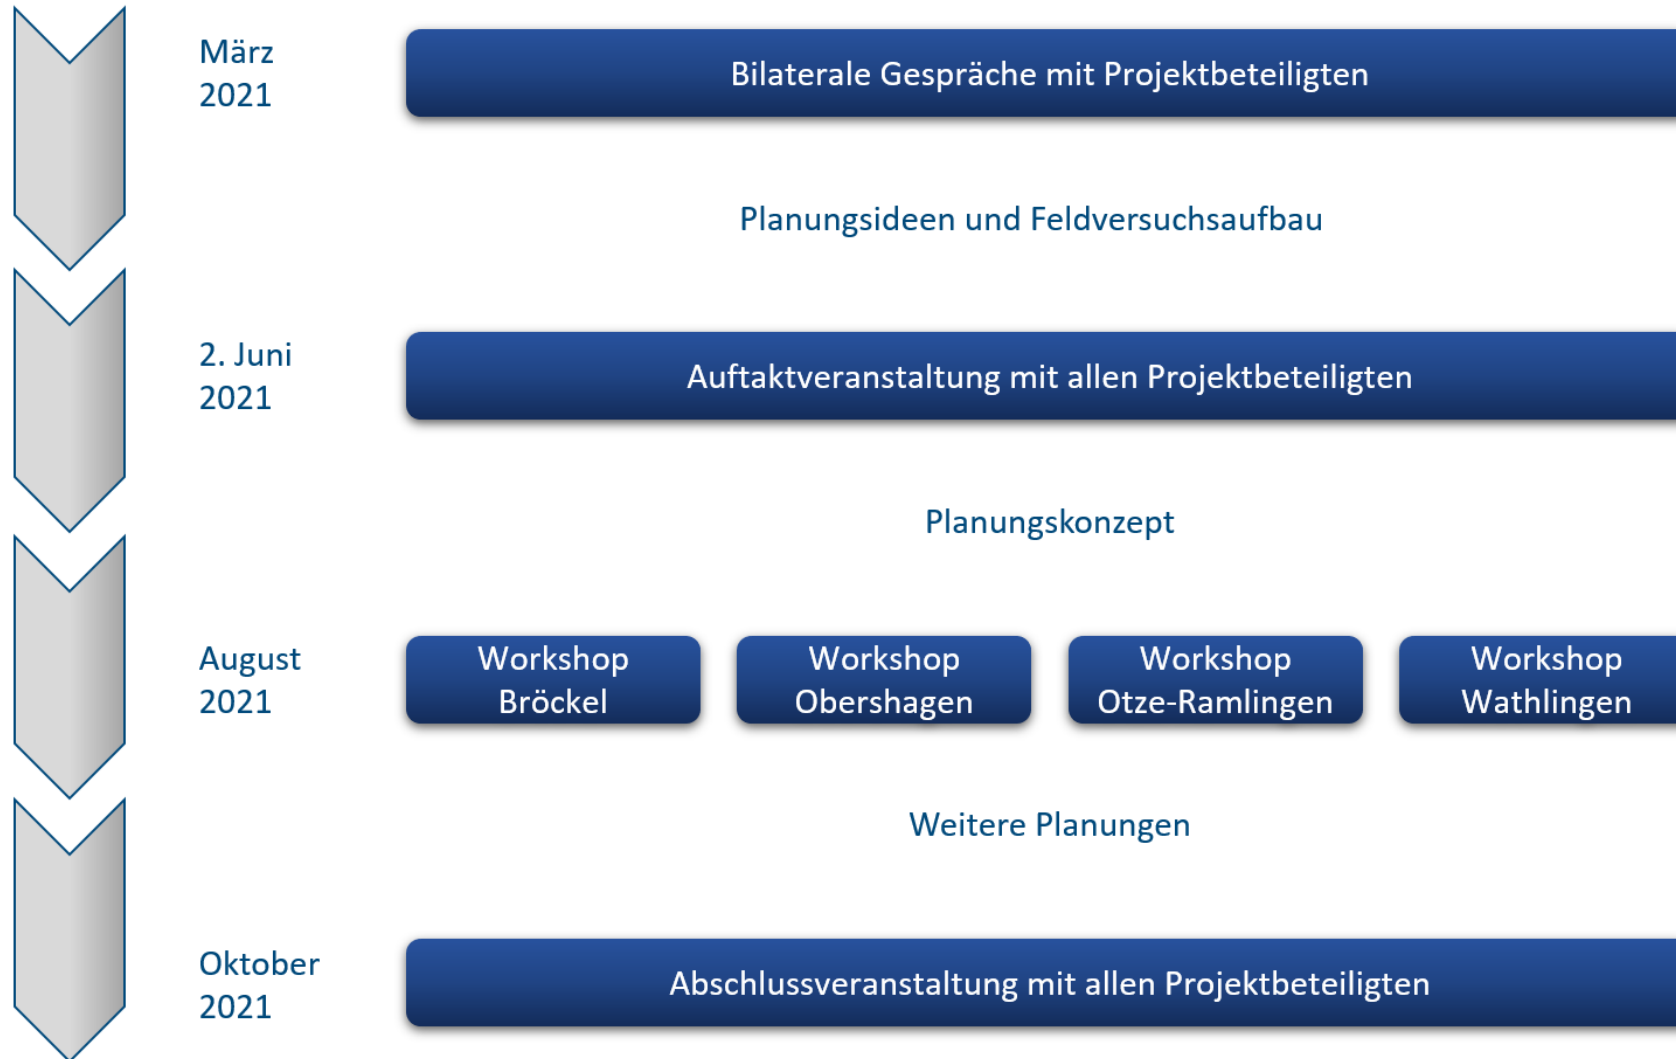 März
2021
Bilaterale Gespräche mit Projektbeteiligten
Planungsideen und Feldversuchsaufbau
2. Juni
2021
Auftaktveranstaltung mit allen Projektbeteiligten
Planungskonzept
August
2021
Workshop
Bröckel
Workshop
Obershagen
Workshop
Otze-Ramlingen
Workshop
Wathlingen
Weitere Planungen
Oktober
2021
Abschlussveranstaltung mit allen Projektbeteiligten